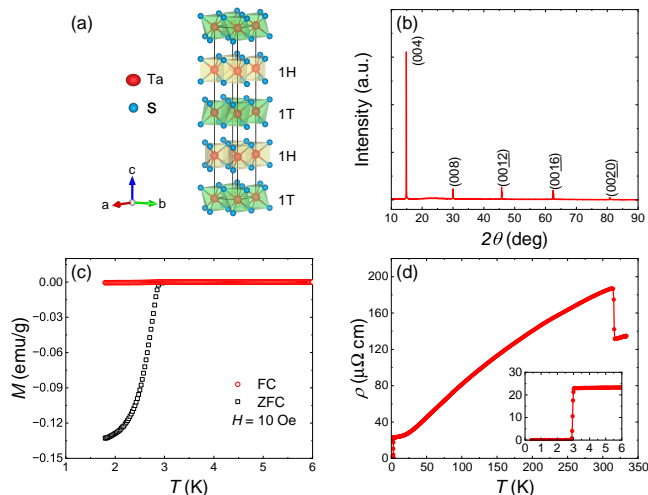 (a)
Ta
S
c
a
b
1H
1T
1H
1T
(b)
Intensity (a.u.)
(004)
(008)
(0012)
(0016)
(0020)
10 20 30 40 50 60 70 80 90
2θ (deg)
(c)
M (emu/g)
0.00
−0.03
−0.06
−0.09
−0.12
−0.15
FC
ZFC
H = 10 Oe
1 2 3 4 5 6
T (K)
(d)
ρ (μΩ cm)
200
160
120
80
40
0
30
20
10
0
0 1 2 3 4 5 6
0 50 100 150 200 250 300 350
T (K)